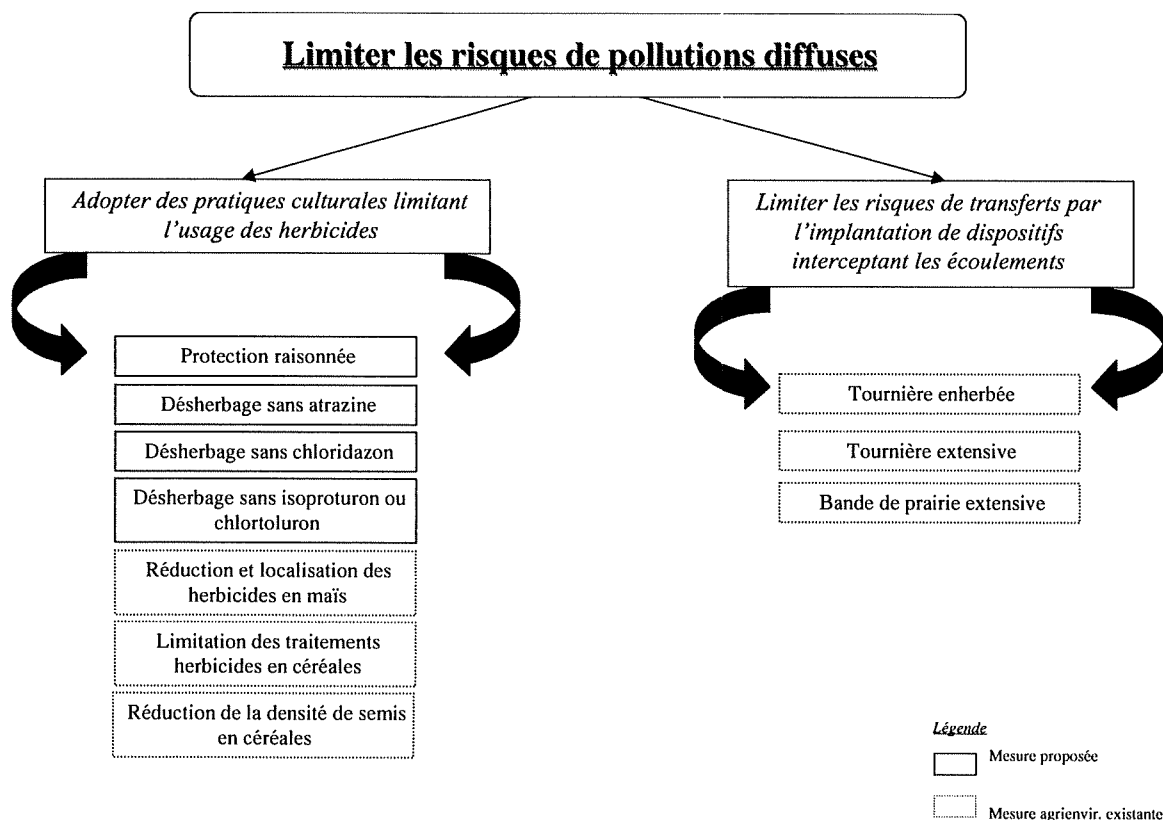 Limiter les risques de pollutions diffuses
Adopter des pratiques culturales limitant
l'usage des herbicides
Limiter les risques de transferts par
l'implantation de dispositifs
interceptant les écoulements
Protection raisonnée
Désherbage sans atrazine
Désherbage sans chloridazon
Désherbage sans isoproturon ou
chlortoluron
Réduction et localisation des
herbicides en maïs
Limitation des traitements
herbicides en céréales
Réduction de la densité de semis
en céréales
Tournière enherbée
Tournière extensive
Bande de prairie extensive
Légende
Mesure proposée
Mesure agrienvir. existante